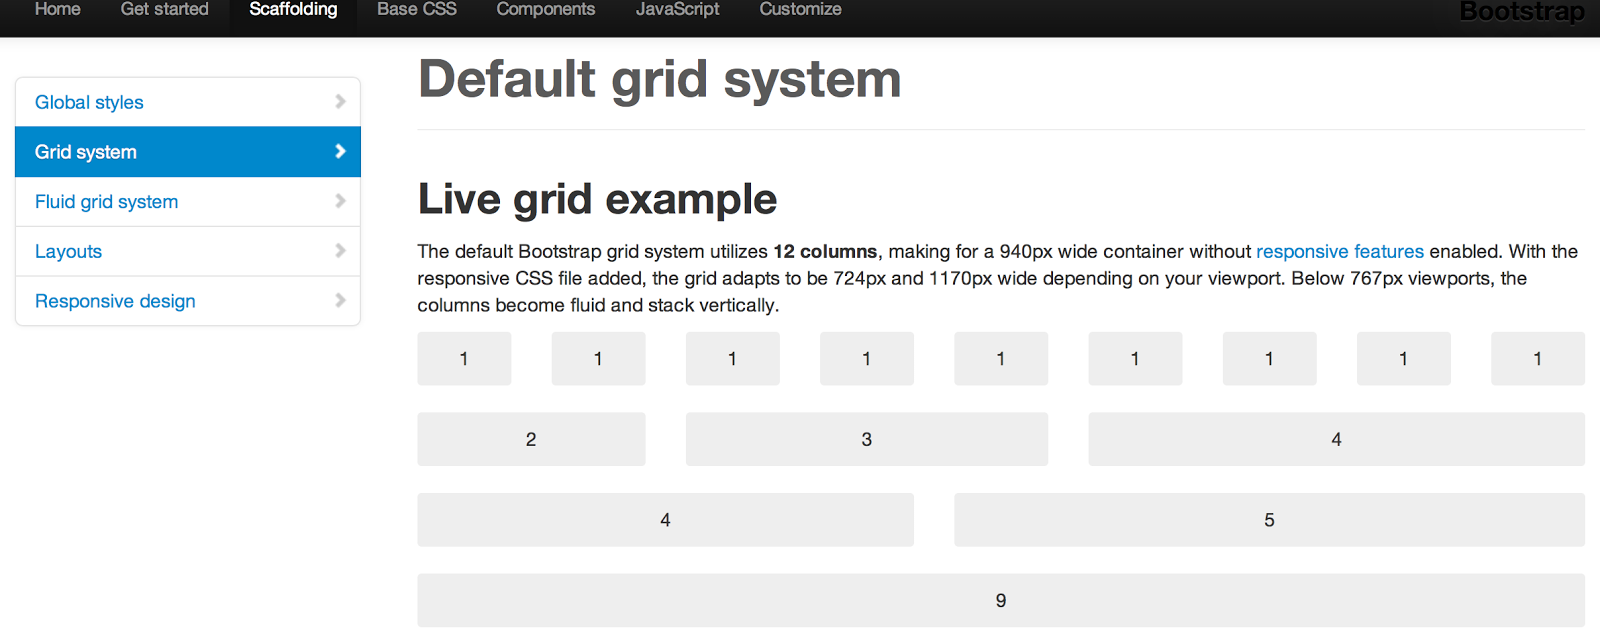 Home Get started Scaffolding Base CSS Components JavaScript Customize Bootstrap
Global styles
Grid system
Fluid grid system
Layouts
Responsive design
Default grid system
Live grid example
The default Bootstrap grid system utilizes 12 columns, making for a 940px wide container without responsive features enabled. With the
responsive CSS file added, the grid adapts to be 724px and 1170px wide depending on your viewport. Below 767px viewports, the
columns become fluid and stack vertically.
1 1 1 1 1 1 1 1 1
2 3 4
4 5
9